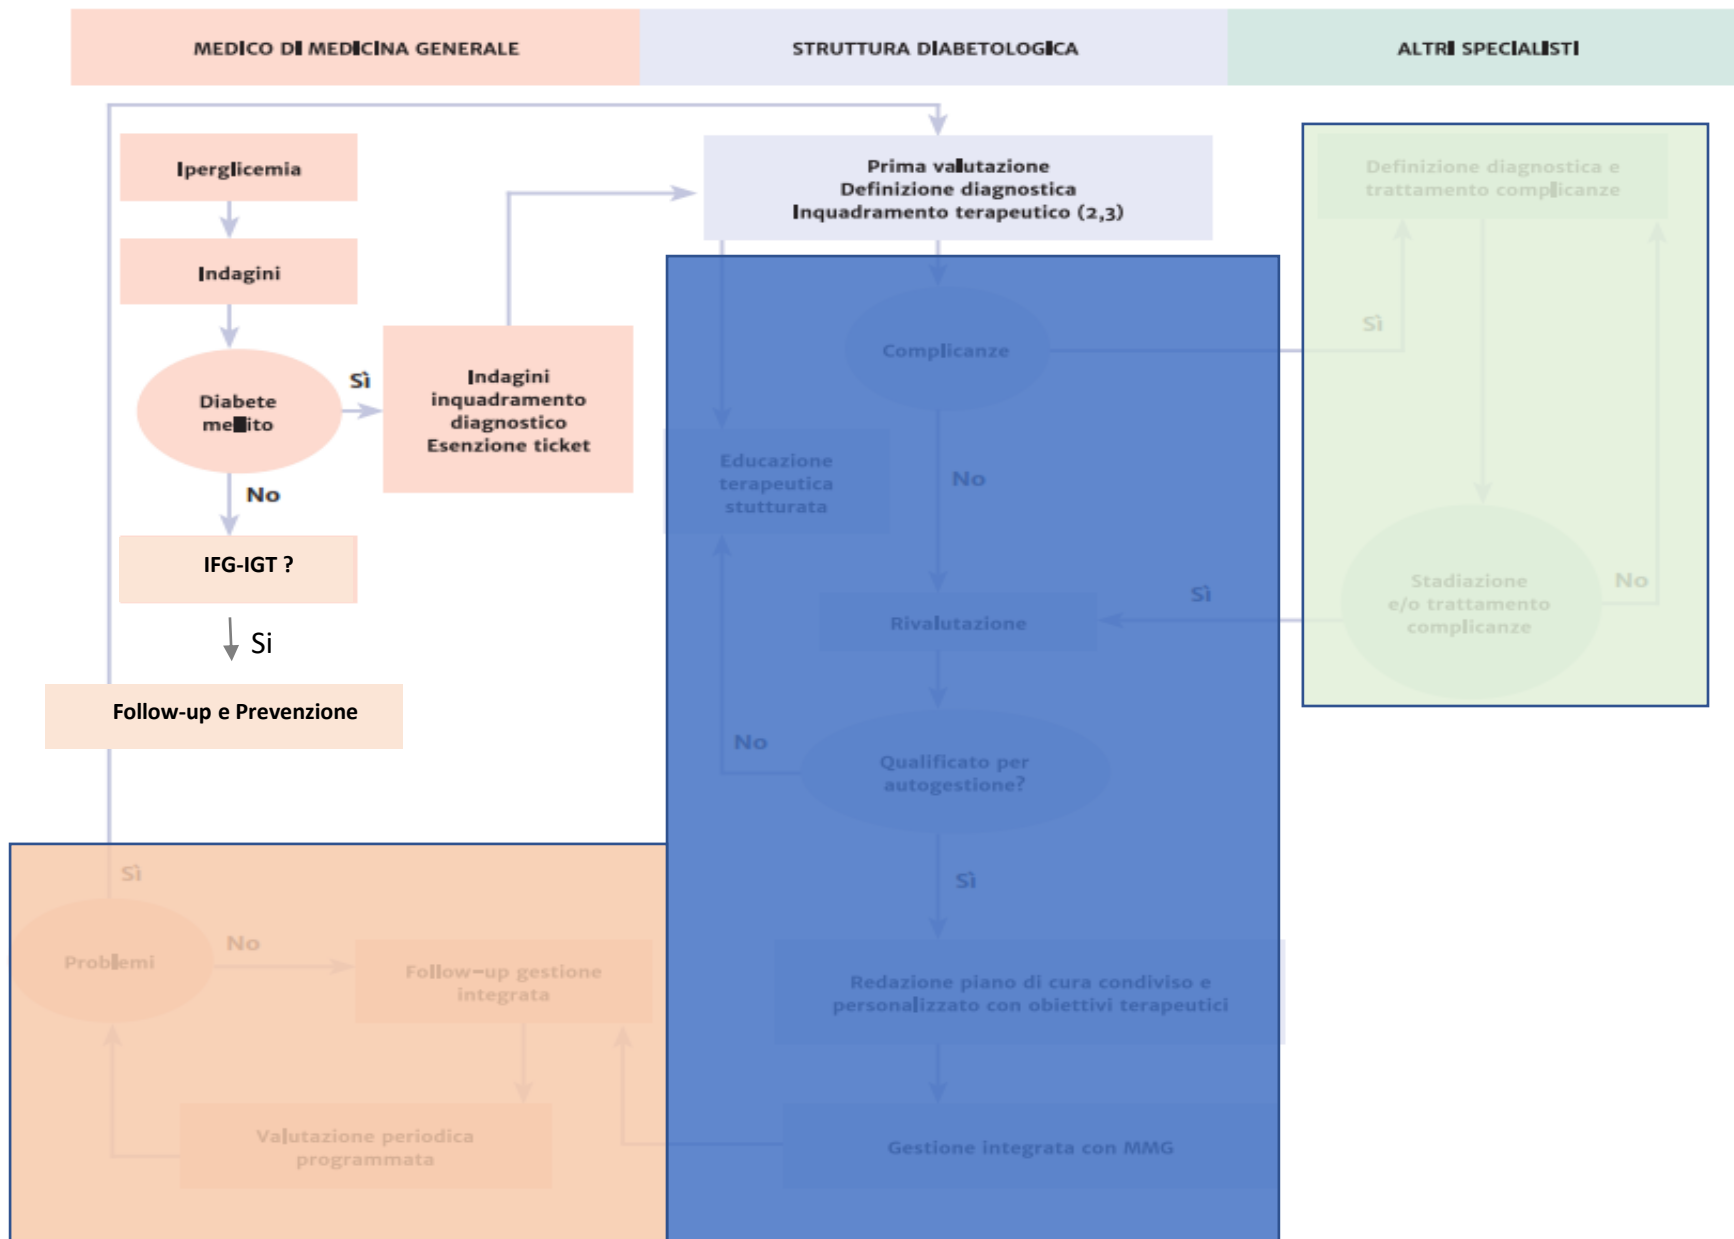 MEDICO DI MEDICINA GENERALE
STRUTTURA DIABETOLOGICA
ALTRI SPECIALISTI
Iperglicemia
Indagini
Diabete
mellito
Sì
No
Indagini
inquadramento
diagnostico
Esenzione ticket
IFG-IGT ?
Si
Follow-up e Prevenzione
Sì
Problemi
No
Follow-up gestione
integrata
Valutazione periodica
programmata
Prima valutazione
Definizione diagnostica
Inquadramento terapeutico (2,3)
Complicanze
Educazione
terapeutica
stutturata
No
Rivalutazione
Sì
No
Qualificato per
autogestione?
Sì
Redazione piano di cura condiviso e
personalizzato con obiettivi terapeutici
Gestione integrata con MMG
Definizione diagnostica e
trattamento complicanze
Sì
Stadiazione
e/o trattamento
complicanze
No